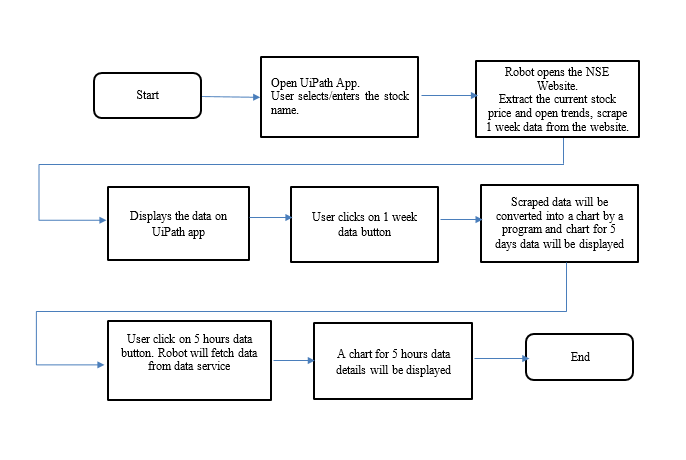 Start
Open UiPath App.
User selects/enters the stock
name.
Robot opens the NSE
Website.
Extract the current stock
price and open trends, scrape
1 week data from the website.
Displays the data on
UiPath app
User clicks on 1 week
data button
Scraped data will be
converted into a chart by a
program and chart for 5
days data will be displayed
User click on 5 hours data
button. Robot will fetch data
from data service
A chart for 5 hours data
details will be displayed
End